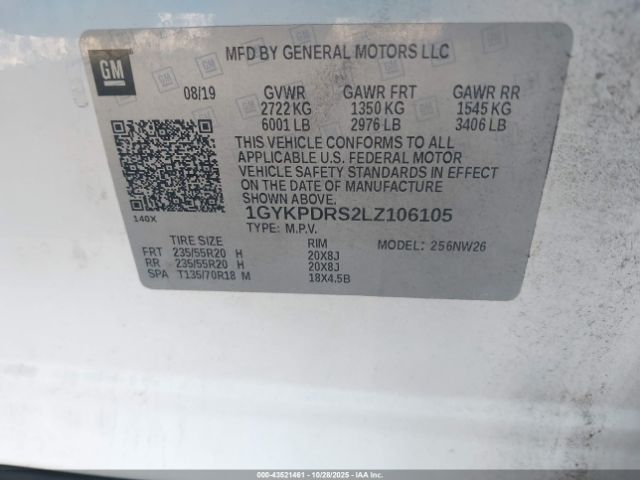 GM
MFD BY GENERAL MOTORS LLC
08/19 GVWR GAWR FRT GAWR RR
2722 KG 1350 KG 1545 KG
6001 LB 2976 LB 3406 LB
THIS VEHICLE CONFORMS TO ALL
APPLICABLE U.S. FEDERAL MOTOR
VEHICLE SAFETY STANDARDS IN EFFECT
ON THE DATE OF MANUFACTURE
SHOWN ABOVE.
140X 1GYKPDRS2LZ106105
TYPE: M.P.V.
TIRE SIZE RIM MODEL: 256NW26
FRT 235/55R20 H 20X8J
RR 235/55R20 H 20X8J
SPA T135/70R18 M 18X4.5B
000-43521461 | 10/28/2025 | Copart, Inc.